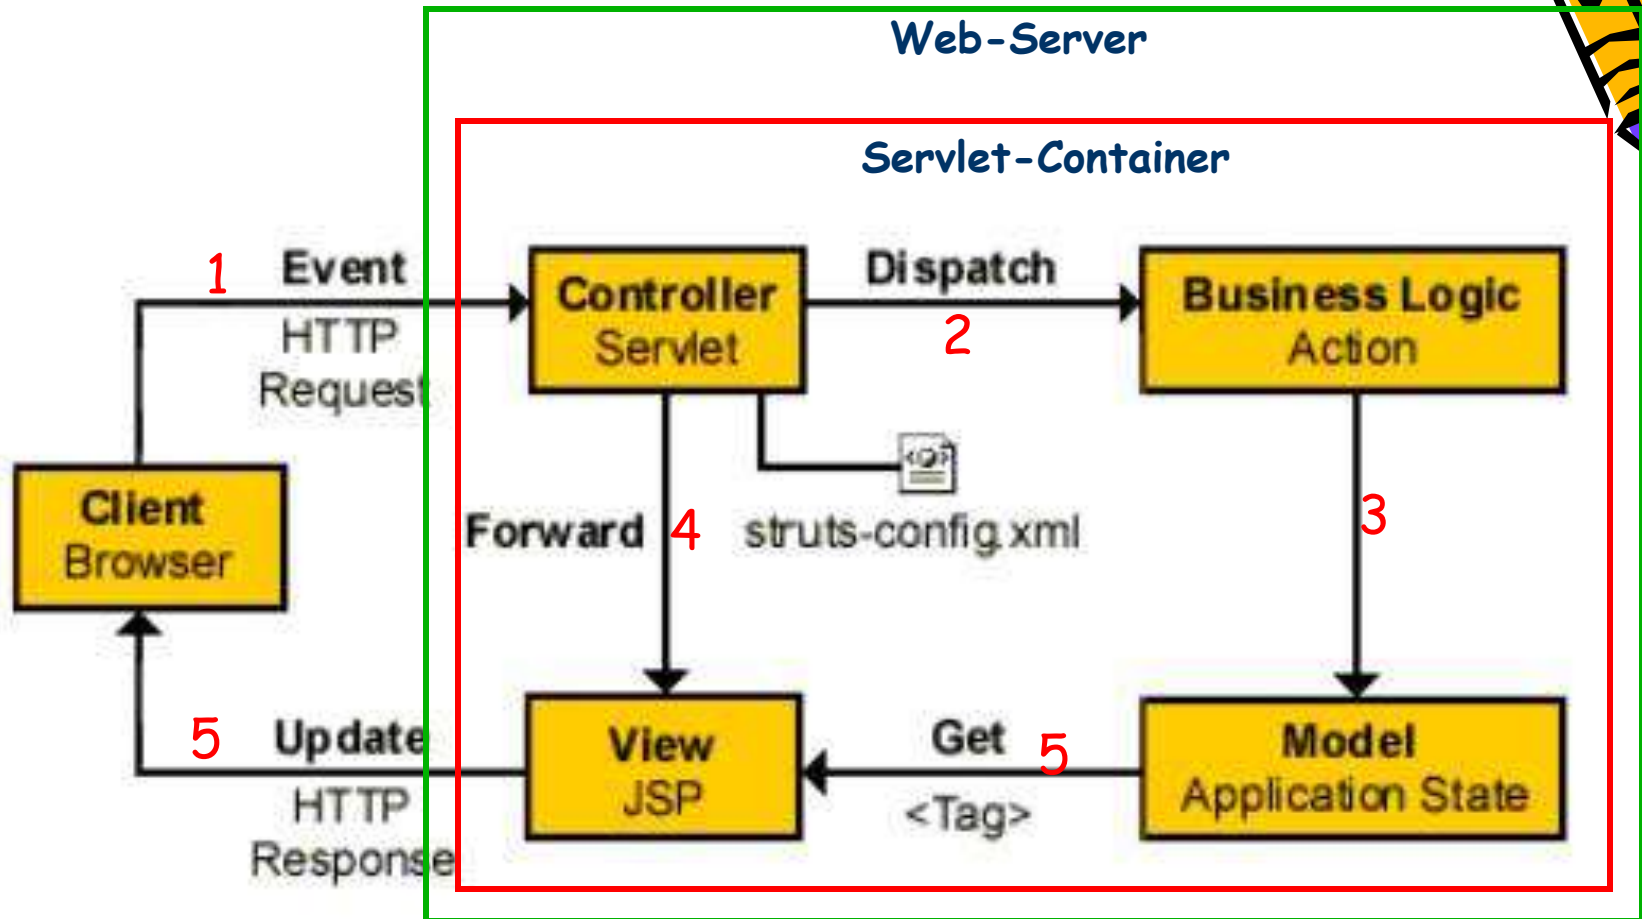 Web-Server
Servlet-Container
1
Event
HTTP
Request
Controller
Servlet
Dispatch
2
Business Logic
Action
Client
Browser
Forward
4
struts-config.xml
3
5
Update
HTTP
Response
View
JSP
Get
5
<Tag>
Model
Application State